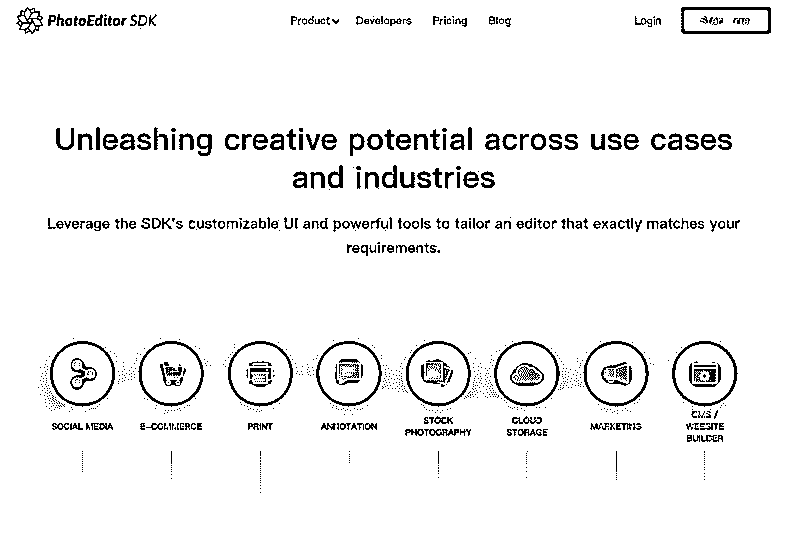 PhotoEditor SDK Product Developers Pricing Blog Login
Unleashing creative potential across use cases
and industries
Leverage the SDK's customizable UI and powerful tools to tailor an editor that exactly matches your
requirements.
SOCIAL MEDIA E-COMMERCE PRINT ANNOTATION STOCK PHOTOGRAPHY CLOUD STORAGE MARKETING CMS / WEBSITE BUILDER